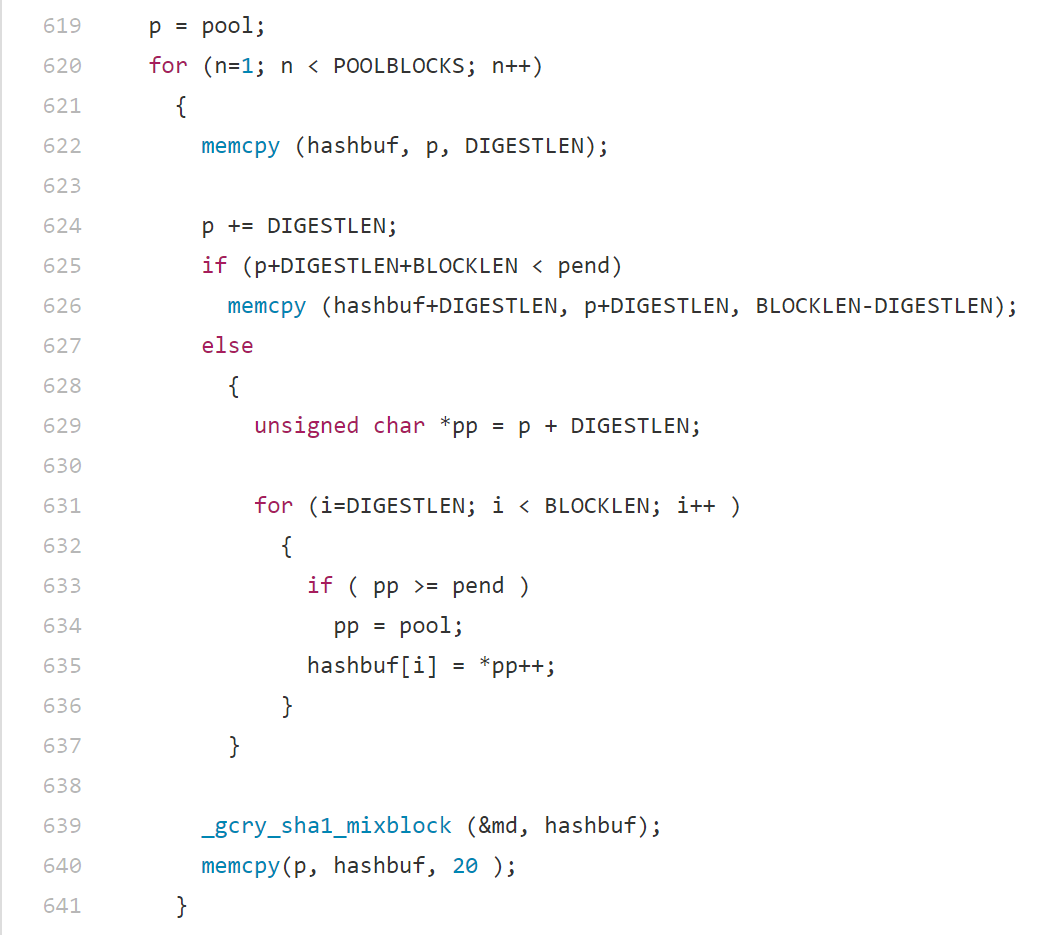 619     p = pool;
620     for (n=1; n < POOLBLOCKS; n++)
621       {
622         memcpy (hashbuf, p, DIGESTLEN);
623
624         p += DIGESTLEN;
625         if (p+DIGESTLEN+BLOCKLEN < pend)
626           memcpy (hashbuf+DIGESTLEN, p+DIGESTLEN, BLOCKLEN-DIGESTLEN);
627         else
628           {
629             unsigned char *pp = p + DIGESTLEN;
630
631             for (i=DIGESTLEN; i < BLOCKLEN; i++ )
632               {
633                 if ( pp >= pend )
634                   pp = pool;
635                 hashbuf[i] = *pp++;
636               }
637           }
638
639         _gcry_sha1_mixblock (&md, hashbuf);
640         memcpy(p, hashbuf, 20 );
641       }